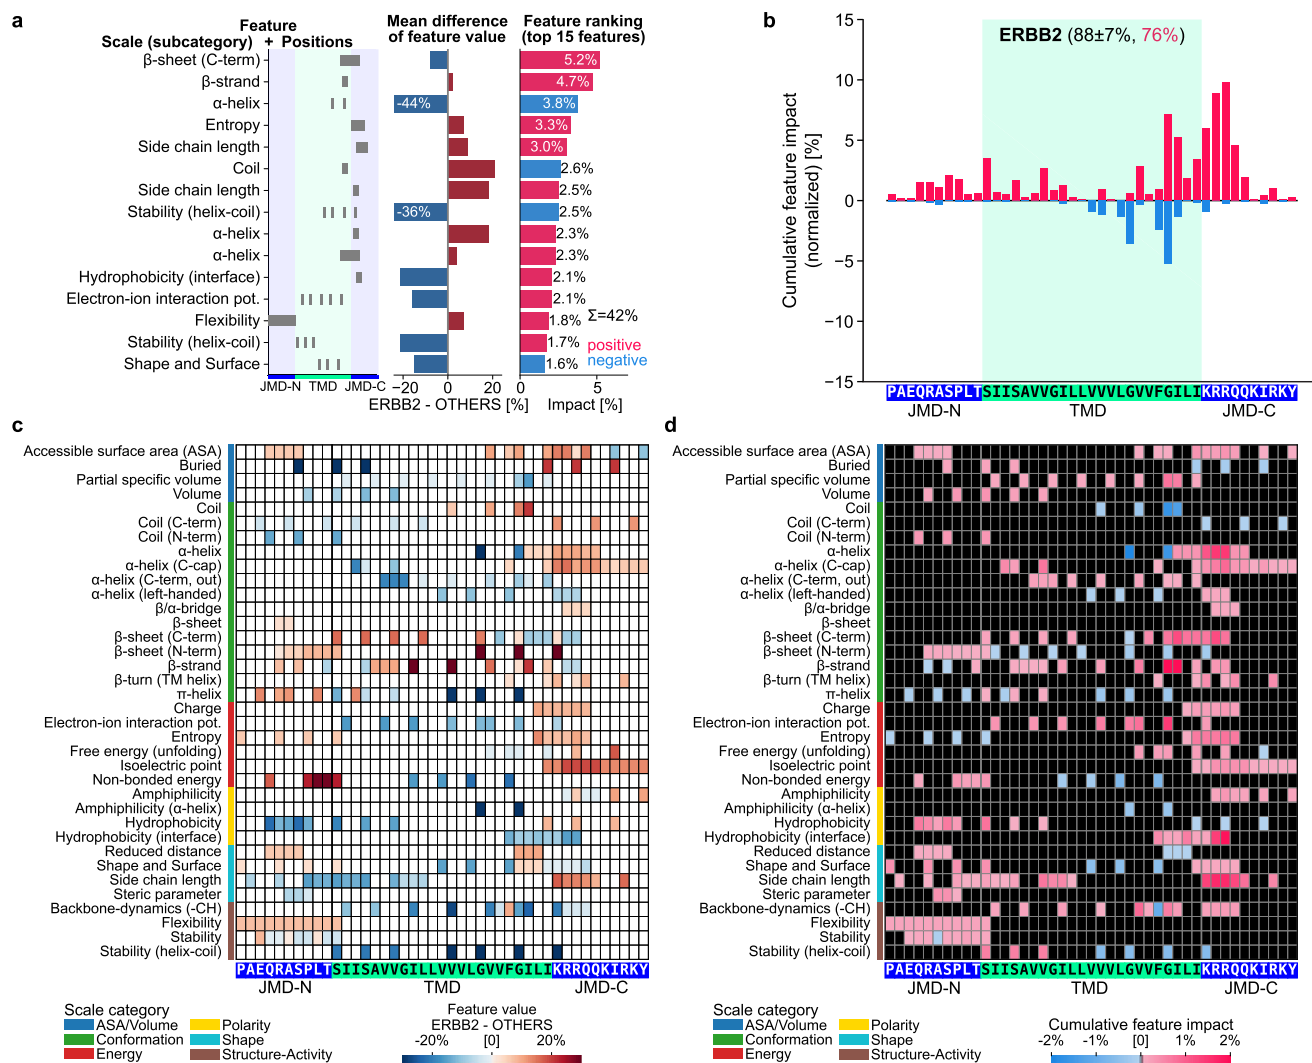 a
Feature
Scale (subcategory) + Positions
Mean difference
of feature value
Feature ranking
(top 15 features)
β-sheet (C-term)
5.2%
β-strand
4.7%
α-helix
-44%
3.8%
Entropy
3.3%
Side chain length
3.0%
Coil
2.6%
Side chain length
2.5%
Stability (helix-coil)
-36%
2.5%
α-helix
2.3%
α-helix
2.3%
Hydrophobicity (interface)
2.1%
Electron-ion interaction pot.
2.1%
Flexibility
1.8%
Σ=42%
Stability (helix-coil)
1.7%
positive
negative
Shape and Surface
1.6%
JMD-N TMD JMD-C
−20 0 20
ERBB2 - OTHERS [%]
0 5
Impact [%]
b
ERBB2 (88±7%, 76%)
Cumulative feature impact
(normalized) [%]
15
10
5
0
−5
−10
−15
PAEQRASPLTSIISAVVGILLVVVLGVVFGILIKRRQQKIRKY
JMD-N TMD JMD-C
c
Accessible surface area (ASA)
Buried
Partial specific volume
Volume
Coil
Coil (C-term)
Coil (N-term)
α-helix
α-helix (C-cap)
α-helix (C-term, out)
α-helix (left-handed)
β/α-bridge
β-sheet
β-sheet (C-term)
β-sheet (N-term)
β-strand
β-turn (TM helix)
π-helix
Charge
Electron-ion interaction pot.
Entropy
Free energy (unfolding)
Isoelectric point
Non-bonded energy
Amphiphilicity
Amphiphilicity (α-helix)
Hydrophobicity
Hydrophobicity (interface)
Reduced distance
Shape and Surface
Side chain length
Steric parameter
Backbone-dynamics (-CH)
Flexibility
Stability
Stability (helix-coil)
PAEQRASPLTSIISAVVGILLVVVLGVVFGILIKRRQQKIRKY
JMD-N TMD JMD-C
Scale category
ASA/Volume
Conformation
Energy
Polarity
Shape
Structure-Activity
Feature value
ERBB2 - OTHERS
-20% [0] 20%
d
Accessible surface area (ASA)
Buried
Partial specific volume
Volume
Coil
Coil (C-term)
Coil (N-term)
α-helix
α-helix (C-cap)
α-helix (C-term, out)
α-helix (left-handed)
β/α-bridge
β-sheet
β-sheet (C-term)
β-sheet (N-term)
β-strand
β-turn (TM helix)
π-helix
Charge
Electron-ion interaction pot.
Entropy
Free energy (unfolding)
Isoelectric point
Non-bonded energy
Amphiphilicity
Amphiphilicity (α-helix)
Hydrophobicity
Hydrophobicity (interface)
Reduced distance
Shape and Surface
Side chain length
Steric parameter
Backbone-dynamics (-CH)
Flexibility
Stability
Stability (helix-coil)
PAEQRASPLTSIISAVVGILLVVVLGVVFGILIKRRQQKIRKY
JMD-N TMD JMD-C
Scale category
ASA/Volume
Conformation
Energy
Polarity
Shape
Structure-Activity
Cumulative feature impact
-2% -1% [0] 1% 2%